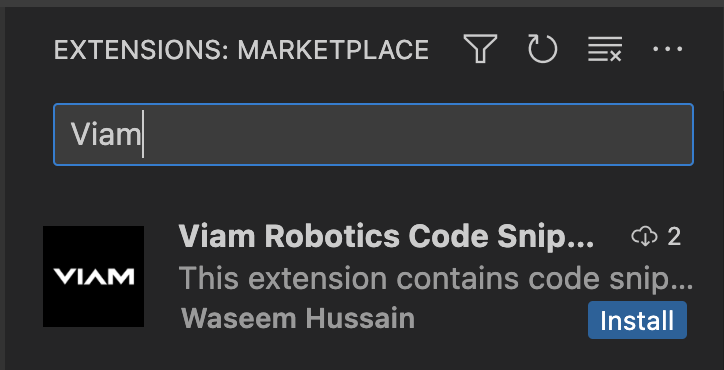 EXTENSIONS: MARKETPLACE
Viam
VIAM
Viam Robotics Code Snip... 2
This extension contains code snip...
Waseem Hussain
Install